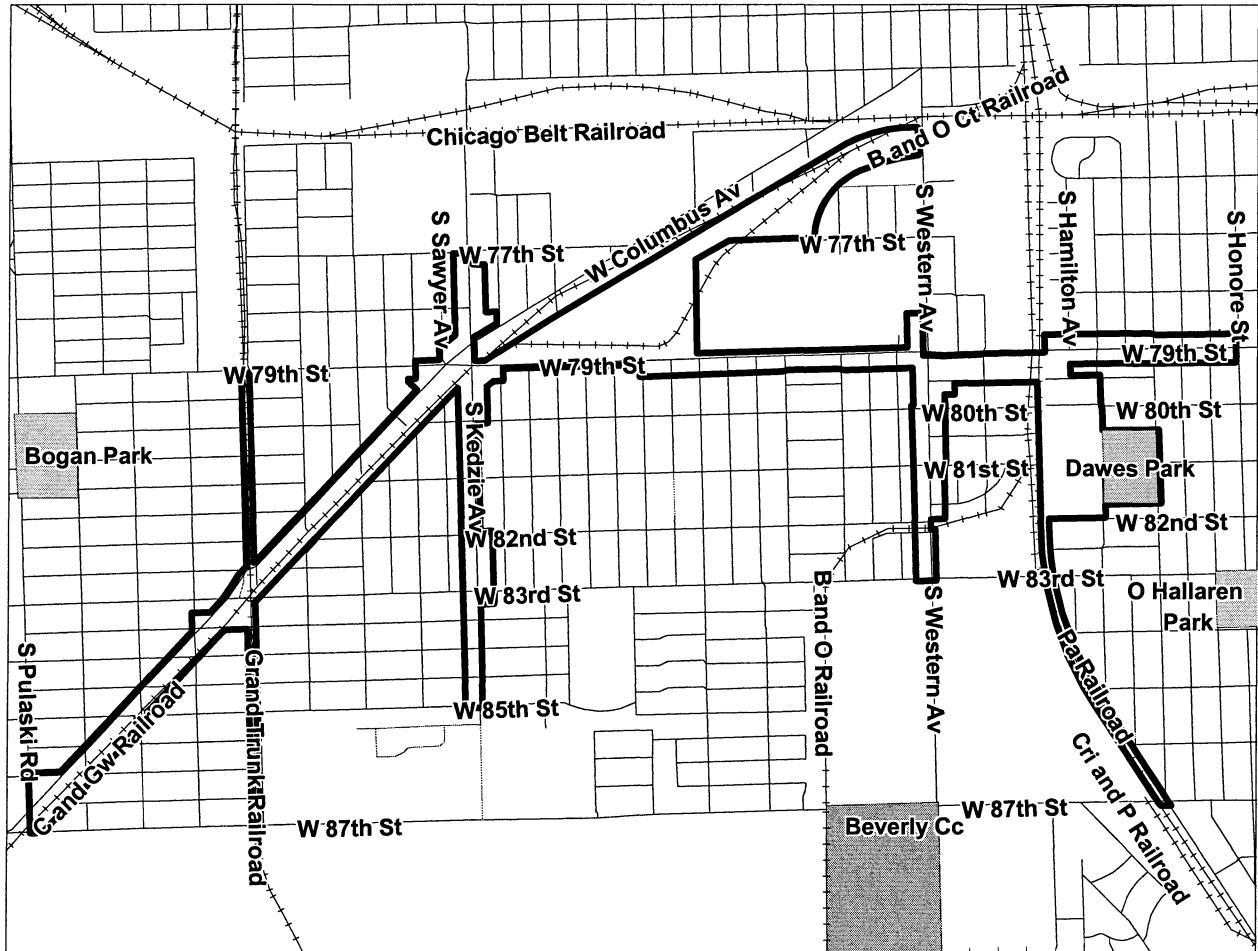 Chicago Belt Railroad
B and O Ct Railroad
W Columbus Av
S Sawyer Av
W 77th St
W 77th St
S Western Av
S Hamilton Av
S Honore St
W 79th St
W 79th St
W 79th St
S Kedzie Av
W 80th St
W 80th St
Bogan Park
W 81st St
Dawes Park
W 82nd St
W 82nd St
W 83rd St
W 83rd St
O Hallaren
Park
B and O Railroad
S Western Av
Pa Railroad
S Pulaski Rd
C and Gw Railroad
Grand Trunk Railroad
W 85th St
Cri and P Railroad
W 87th St
W 87th St
Beverly Cc